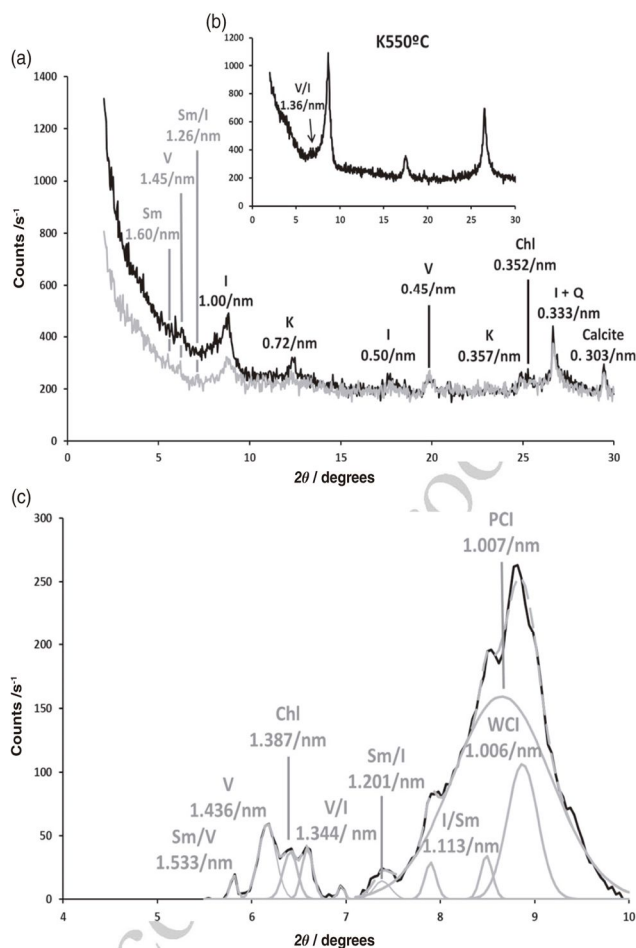 (b)
K550ºC
1200
1000
800
600
400
200
0
V/I
1.36/nm
0 5 10 15 20 25 30
(a)
1400
1200
1000
800
600
400
200
0
Counts /s⁻¹
Sm/I
1.26/nm
V
1.45/nm
Sm
1.60/nm
I
1.00/nm
K
0.72/nm
I
0.50/nm
V
0.45/nm
K
0.357/nm
Chl
0.352/nm
I + Q
0.333/nm
Calcite
0.303/nm
0 5 10 15 20 25 30
2θ / degrees
(c)
300
250
200
150
100
50
0
Counts /s⁻¹
PCI
1.007/nm
WCI
1.006/nm
Chl
1.387/nm
Sm/I
1.201/nm
V
1.436/nm
V/I
1.344/ nm
I/Sm
1.113/nm
Sm/V
1.533/nm
4 5 6 7 8 9 10
2θ / degrees